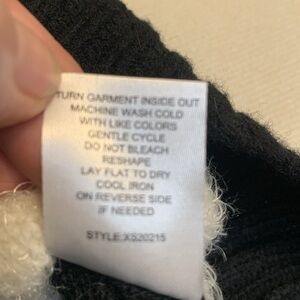 TURN GARMENT INSIDE OUT
MACHINE WASH COLD
WITH LIKE COLORS
GENTLE CYCLE
DO NOT BLEACH
RESHAPE
LAY FLAT TO DRY
COOL IRON
ON REVERSE SIDE
IF NEEDED
STYLE:XS20215